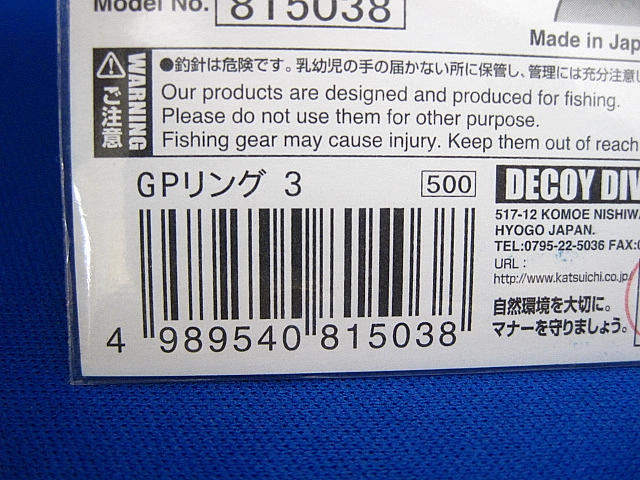 Model No. 815038
Made in Jap
WARNING
ご注意
●釣針は危険です。乳幼児の手の届かない所に保管し、管理には充分注意し
Our products are designed and produced for fishing.
Please do not use them for other purpose.
Fishing gear may cause injury. Keep them out of reach
GPリング 3
500
DECOY DIV
517-12 KOMOE NISHIWA
HYOGO JAPAN.
TEL:0795-22-5036 FAX:0
URL :
http://www.katsuichi.co.jp
自然環境を大切に。
マナーを守りましょう。
4 989540 815038